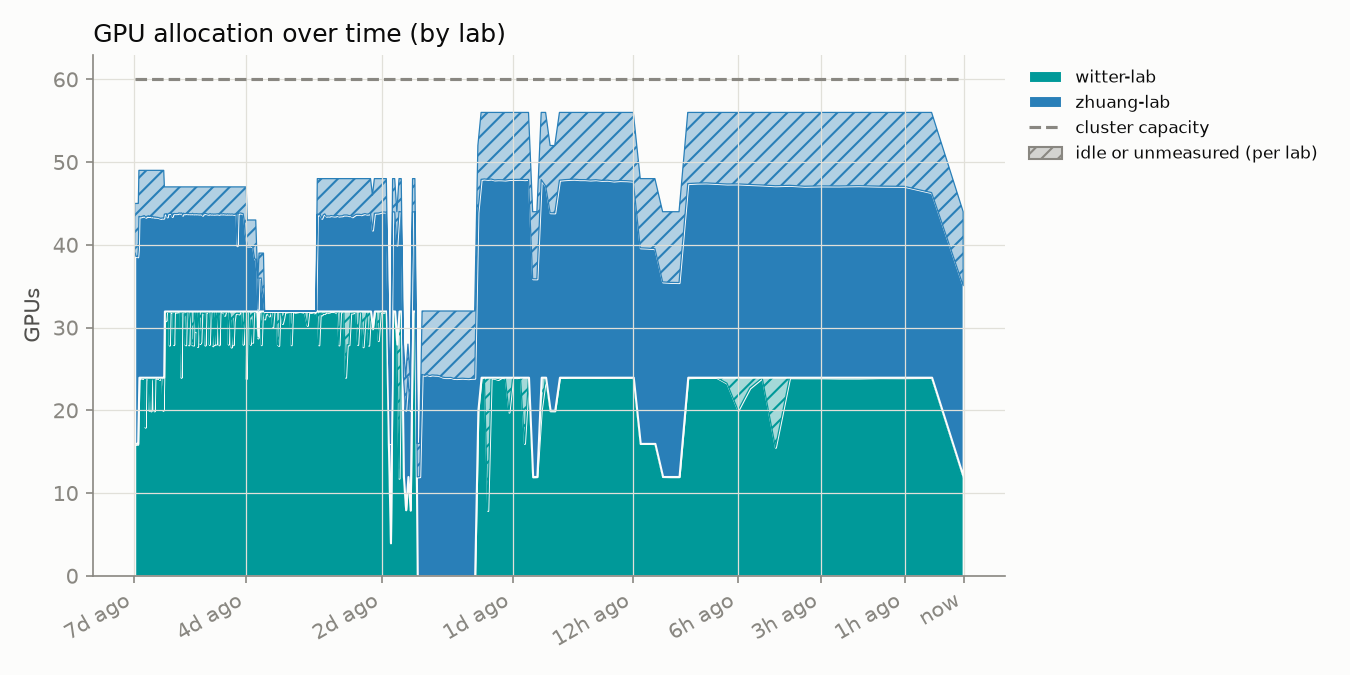 GPU allocation over time (by lab)
witter-lab
zhuang-lab
cluster capacity
idle or unmeasured (per lab)
GPUs
60
50
40
30
20
10
0
7d ago
4d ago
2d ago
1d ago
12h ago
6h ago
3h ago
1h ago
now